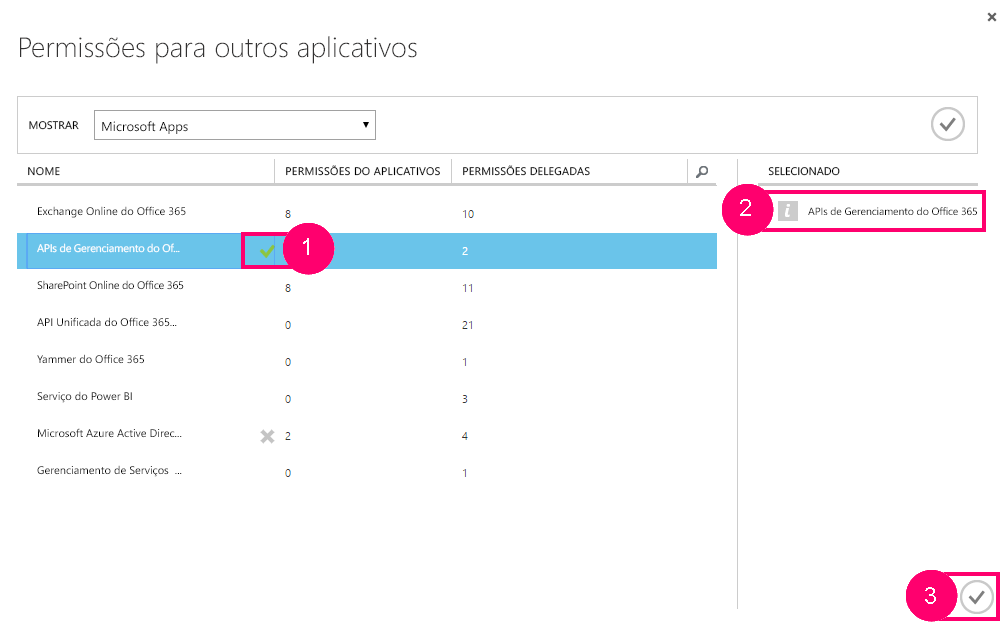 Permissões para outros aplicativos
MOSTRAR Microsoft Apps
NOME PERMISSÕES DO APLICATIVOS PERMISSÕES DELEGADAS SELECIONADO
Exchange Online do Office 365 8 10 2 i APIs de Gerenciamento do Office 365
APIs de Gerenciamento do Of... 1 2
SharePoint Online do Office 365 8 11
API Unificada do Office 365... 0 21
Yammer do Office 365 0 1
Serviço do Power BI 0 3
Microsoft Azure Active Direc... 2 4
Gerenciamento de Serviços ... 0 1
3